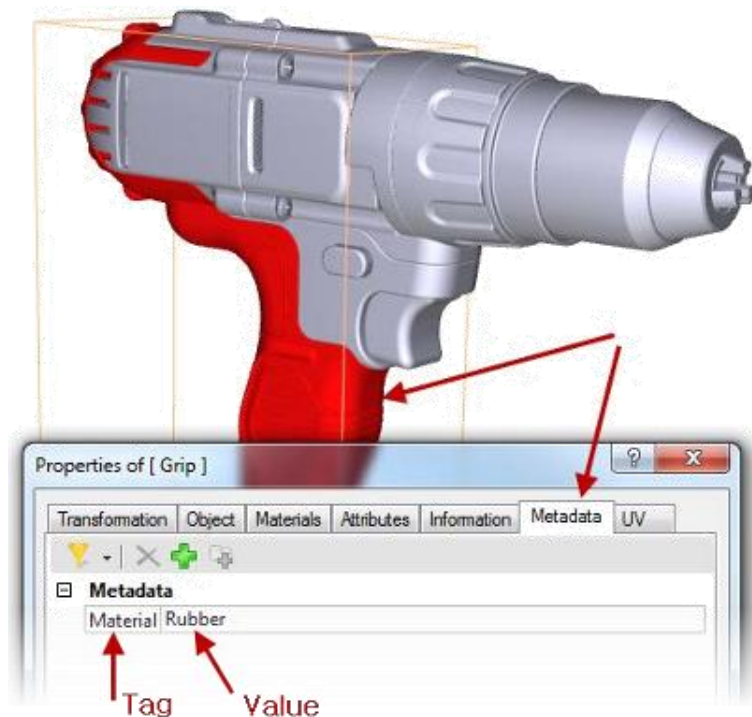 Properties of [ Grip ]
?
Transformation Object Materials Attributes Information Metadata UV
Metadata
Material Rubber
Tag Value